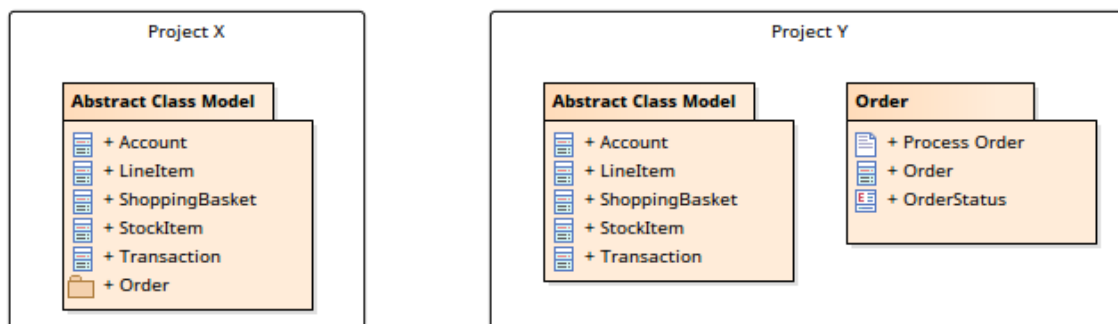 Project X
Abstract Class Model
+ Account
+ LineItem
+ ShoppingBasket
+ StockItem
+ Transaction
+ Order
Project Y
Abstract Class Model
+ Account
+ LineItem
+ ShoppingBasket
+ StockItem
+ Transaction
Order
+ Process Order
+ Order
E
+ OrderStatus